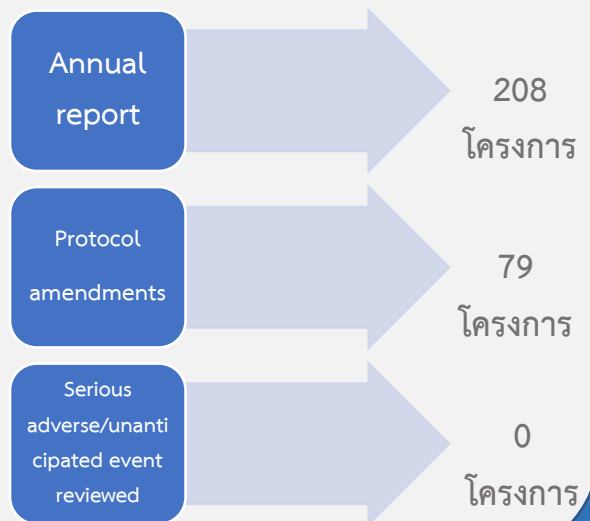 Annual
report
208
โครงการ
Protocol
amendments
79
โครงการ
Serious
adverse/unanti
cipated event
reviewed
0
โครงการ